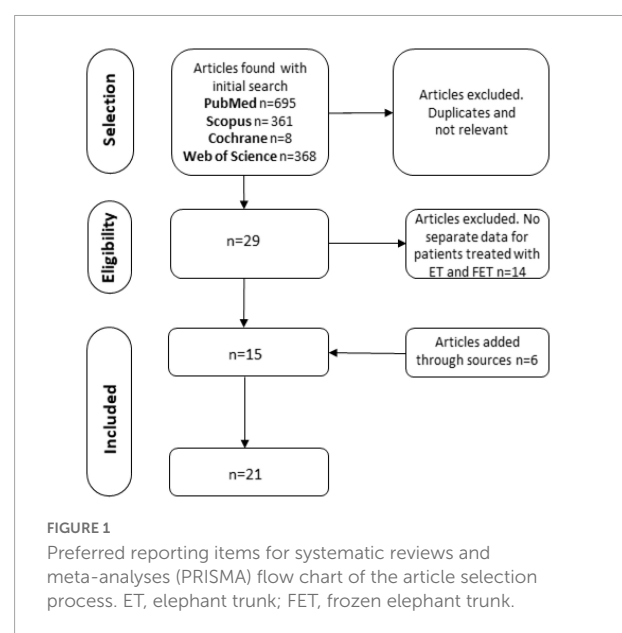 Selection
Articles found with
initial search
PubMed n=695
Scopus n= 361
Cochrane n=8
Web of Science n=368
Articles excluded.
Duplicates and
not relevant
Eligibility
n=29
Articles excluded. No
separate data for
patients treated with
ET and FET n=14
Included
n=15
Articles added
through sources n=6
n=21
FIGURE 1
Preferred reporting items for systematic reviews and
meta-analyses (PRISMA) flow chart of the article selection
process. ET, elephant trunk; FET, frozen elephant trunk.